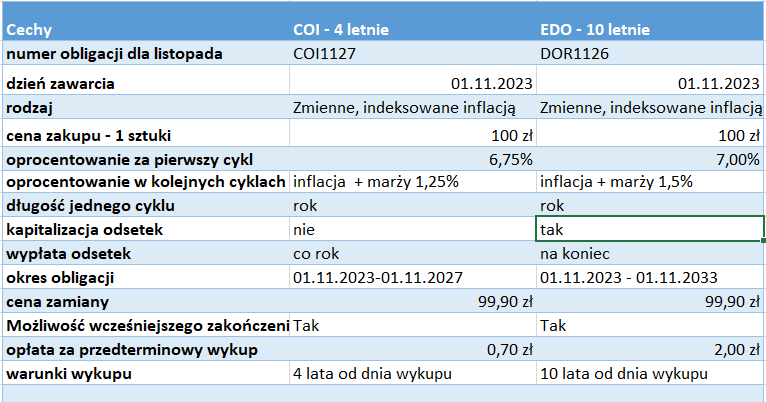 Cechy COI - 4 letnie EDO - 10 letnie
numer obligacji dla listopada COI1127 DOR1126
dzień zawarcia 01.11.2023 01.11.2023
rodzaj Zmienne, indeksowane inflacją Zmienne, indeksowane inflacją
cena zakupu - 1 sztuki 100 zł 100 zł
oprocentowanie za pierwszy cykl 6,75% 7,00%
oprocentowanie w kolejnych cyklach inflacja + marży 1,25% inflacja + marży 1,5%
długość jednego cyklu rok rok
kapitalizacja odsetek nie tak
wypłata odsetek co rok na koniec
okres obligacji 01.11.2023-01.11.2027 01.11.2023 - 01.11.2033
cena zamiany 99,90 zł 99,90 zł
Możliwość wcześniejszego zakończeni Tak Tak
opłata za przedterminowy wykup 0,70 zł 2,00 zł
warunki wykupu 4 lata od dnia wykupu 10 lata od dnia wykupu